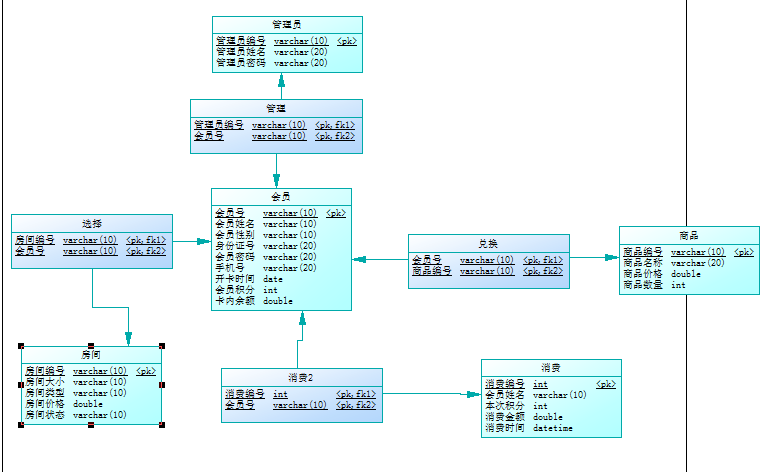 管理员
管理员编号 varchar(10) <pk>
管理员姓名 varchar(20)
管理员密码 varchar(20)
管理
管理员编号 varchar(10) <pk,fk1>
会员号 varchar(10) <pk,fk2>
会员
会员号 varchar(10) <pk>
会员姓名 varchar(10)
会员性别 varchar(10)
身份证号 varchar(20)
会员密码 varchar(20)
手机号 varchar(20)
开卡时间 date
会员积分 int
卡内余额 double
选择
房间编号 varchar(10) <pk,fk1>
会员号 varchar(10) <pk,fk2>
兑换
会员号 varchar(10) <pk,fk1>
商品编号 varchar(10) <pk,fk2>
商品
商品编号 varchar(10) <pk>
商品名称 varchar(20)
商品价格 double
商品数量 int
房间
房间编号 varchar(10) <pk>
房间大小 varchar(10)
房间类型 varchar(10)
房间价格 double
房间状态 varchar(10)
消费2
消费编号 int <pk,fk1>
会员号 varchar(10) <pk,fk2>
消费
消费编号 int <pk>
会员姓名 varchar(10)
本次积分 int
消费金额 double
消费时间 datetime